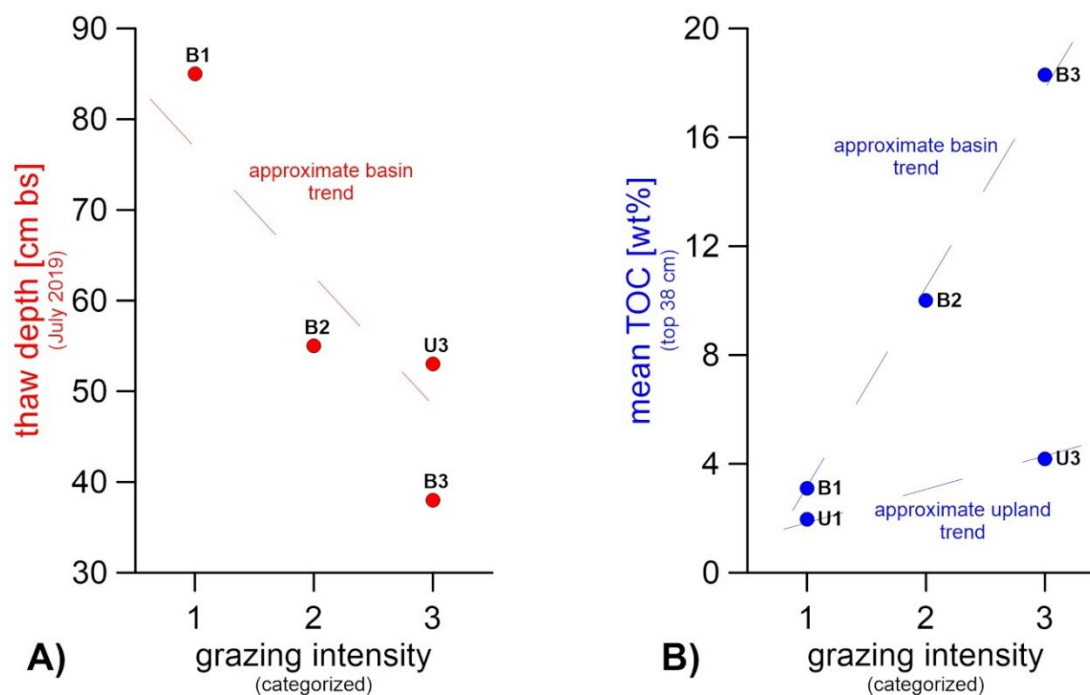 90
80
70
60
50
40
30
thaw depth [cm bs]
(July 2019)
B1
approximate basin
trend
B2
U3
B3
1 2 3
A)
grazing intensity
(categorized)
20
16
12
8
4
0
mean TOC [wt%]
(top 38 cm)
B3
approximate basin
trend
B2
U3
B1
U1
approximate upland
trend
1 2 3
B)
grazing intensity
(categorized)